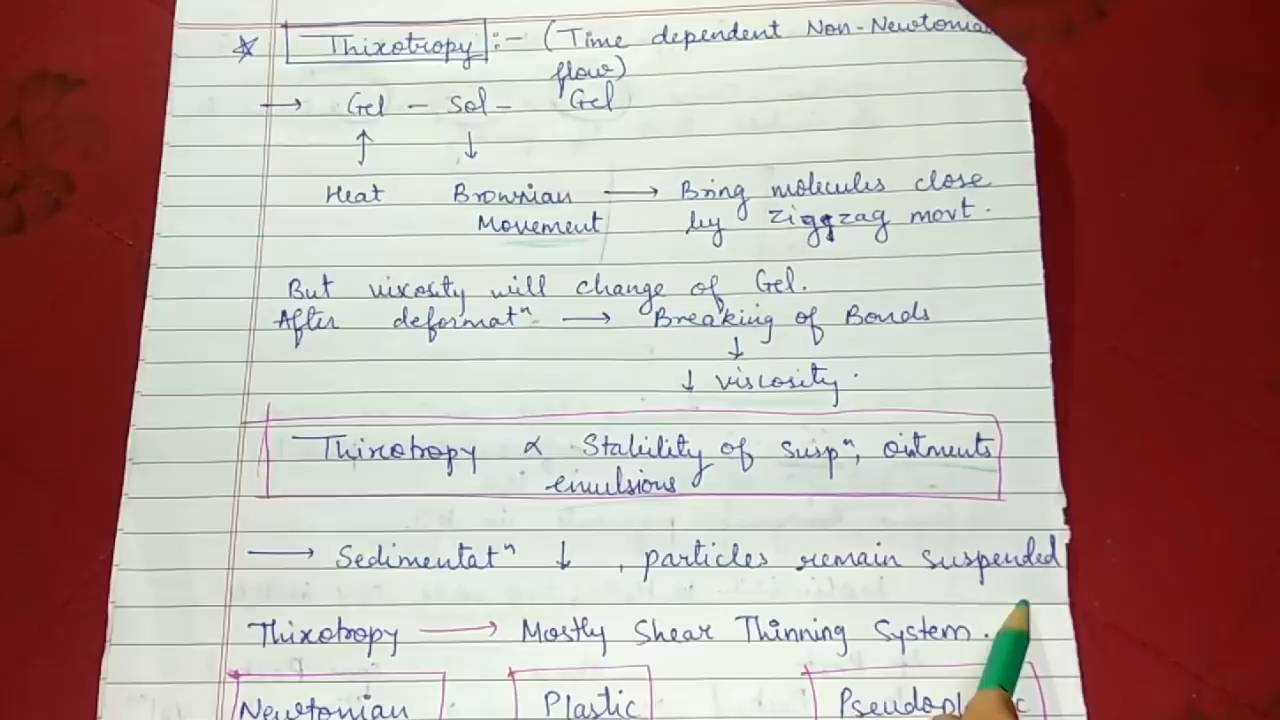 Thixotropy :- (Time dependent Non-Newtonian
flow)
→ Gel - Sol - Gel
↑ ↓
Heat Brownian → Bring molecules close
Movement by ziggzag movt.
But vixosity will change of Gel.
After deformatⁿ → Breaking of Bonds
↓
↓ viscosity.
Thixotropy ∝ Stability of Suspⁿ, ointments
emulsions
→ Sedimentatⁿ ↓, particles remain suspended
Thixotropy → Mostly Shear Thinning System.
Newtonian Plastic